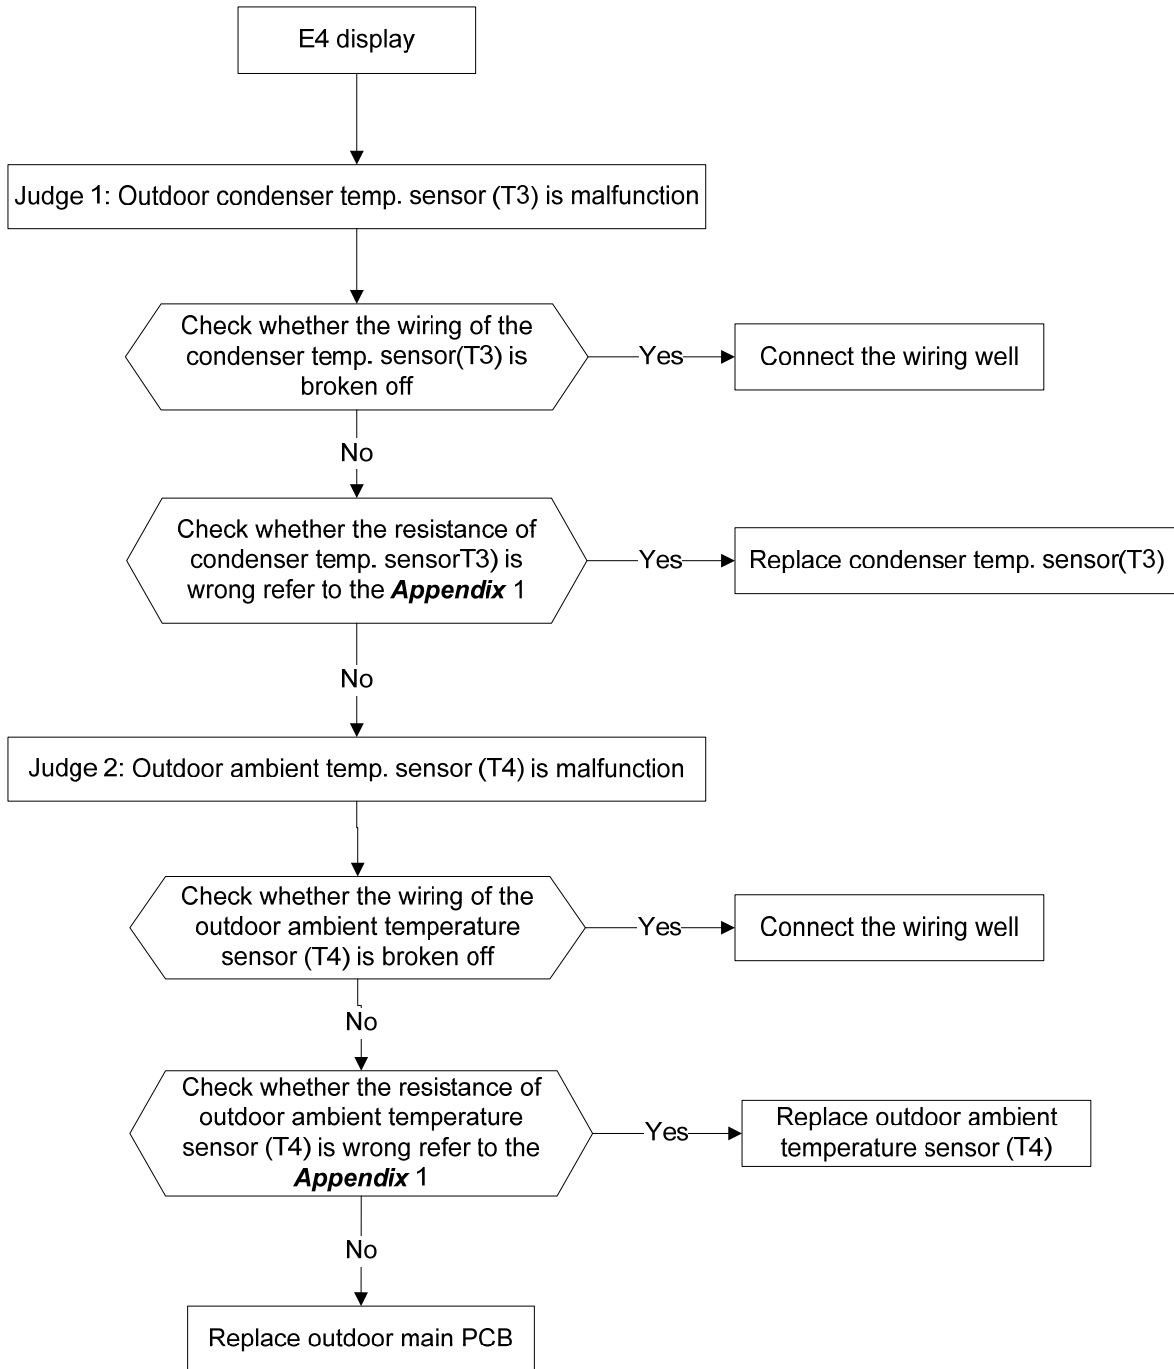 E4 display
Judge 1: Outdoor condenser temp. sensor (T3) is malfunction
Check whether the wiring of the
condenser temp. sensor(T3) is
broken off
Yes
Connect the wiring well
No
Check whether the resistance of
condenser temp. sensorT3) is
wrong refer to the Appendix 1
Yes
Replace condenser temp. sensor(T3)
No
Judge 2: Outdoor ambient temp. sensor (T4) is malfunction
Check whether the wiring of the
outdoor ambient temperature
sensor (T4) is broken off
Yes
Connect the wiring well
No
Check whether the resistance of
outdoor ambient temperature
sensor (T4) is wrong refer to the
Appendix 1
Yes
Replace outdoor ambient
temperature sensor (T4)
No
Replace outdoor main PCB